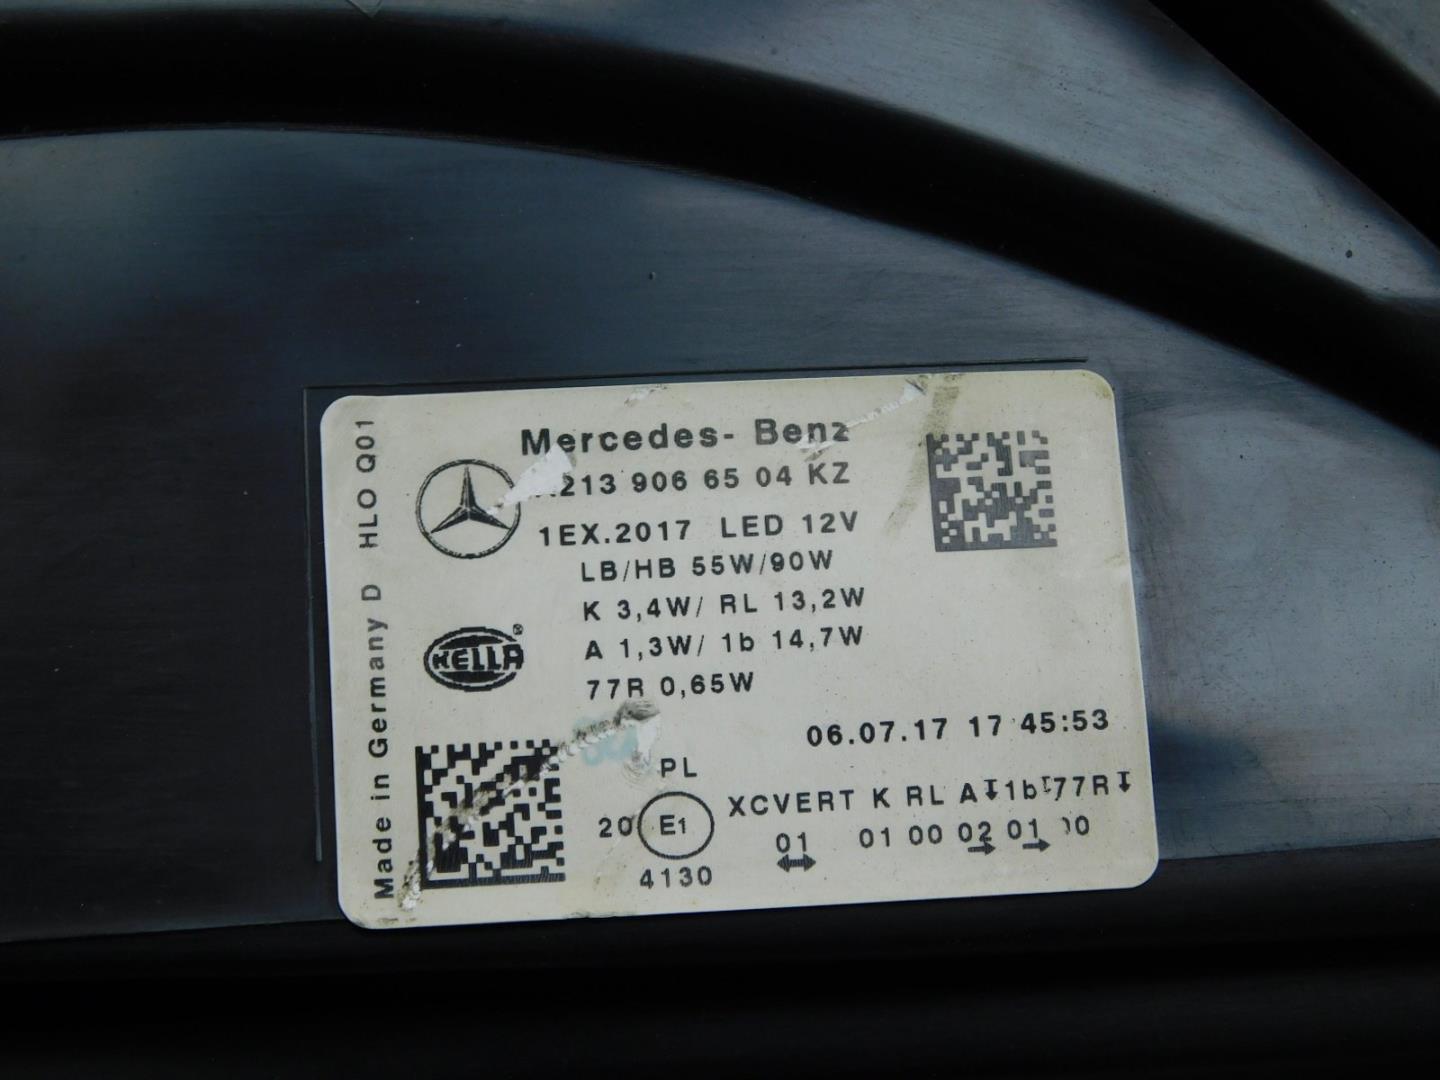 Mercedes- Benz
213 906 65 04 KZ
1EX.2017 LED 12V
LB/HB 55W/90W
K 3,4W/ RL 13,2W
A 1,3W/ 1b 14,7W
77R 0,65W
HELLA®
Made in Germany D HLO Q01
06.07.17 17 45:53
PL
20 E1
4130
XCVERT K RL A 1b 77R
01 01 00 02 01 0